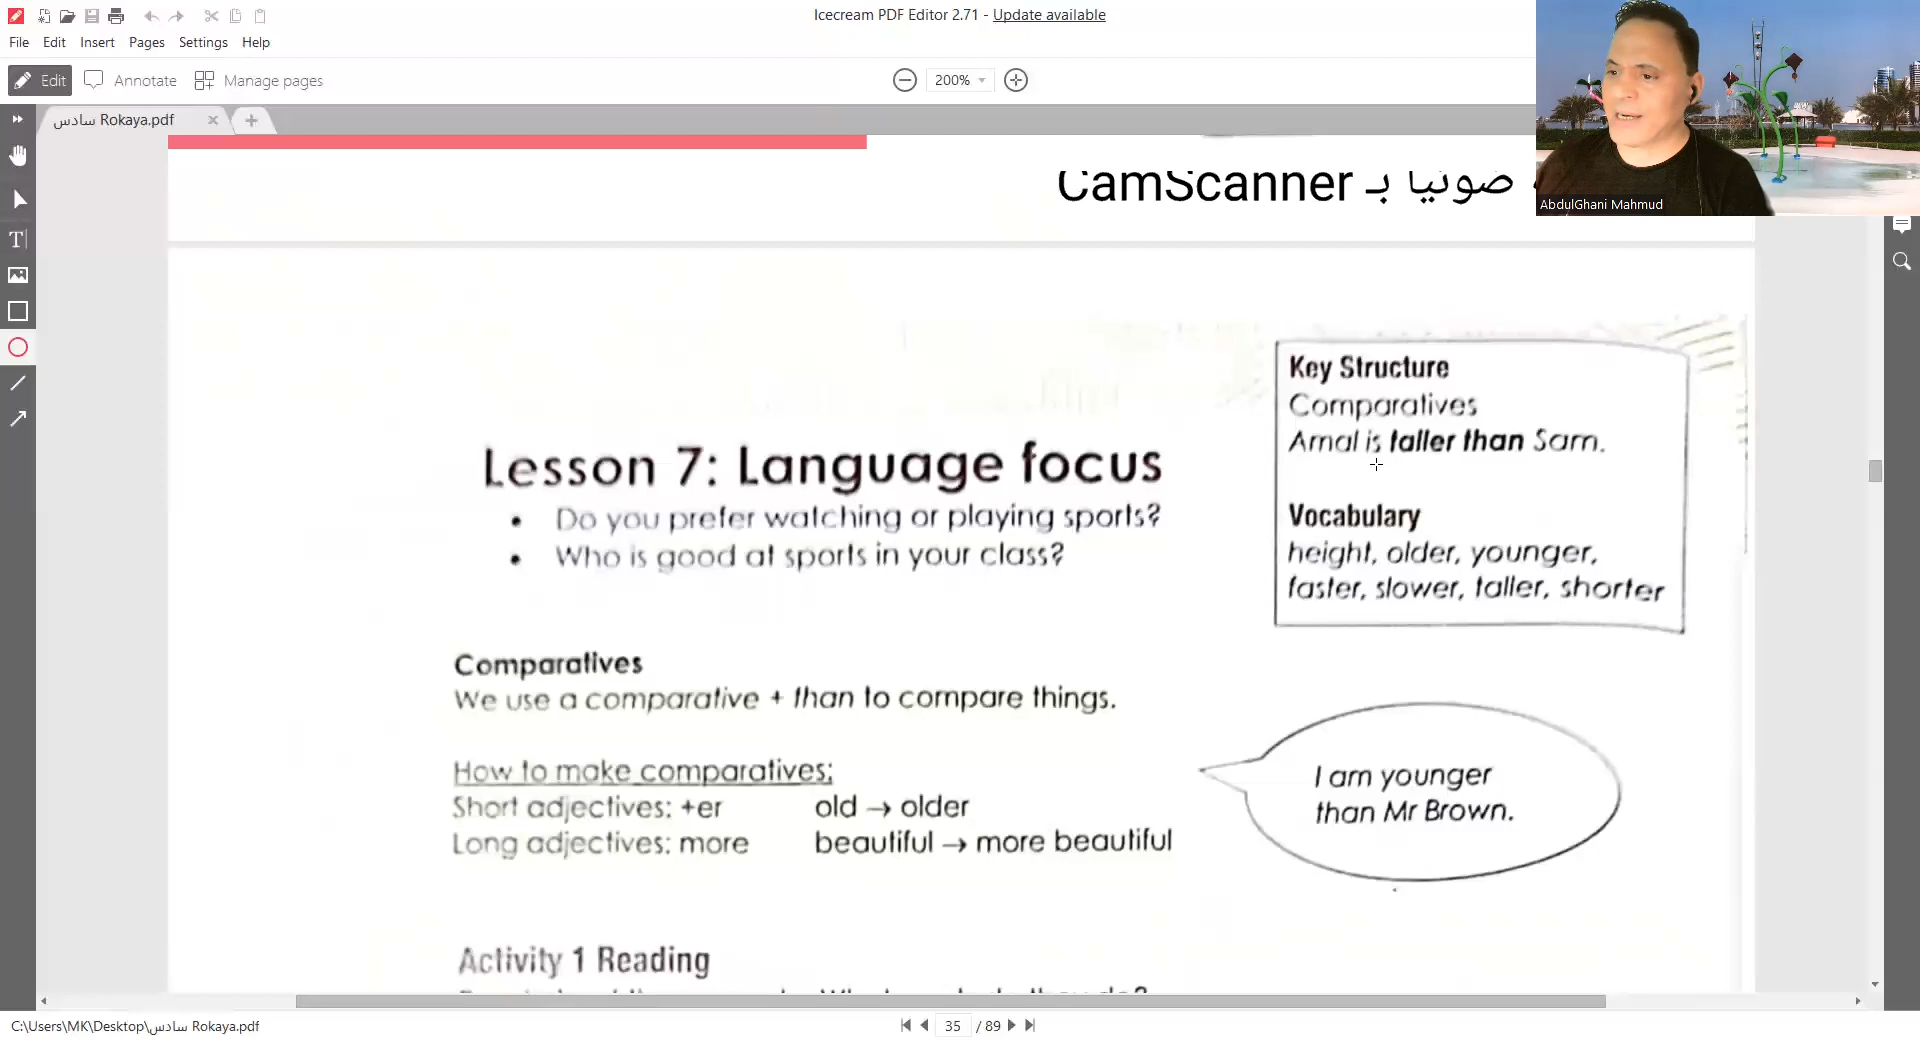 Icecream PDF Editor 2.71 - Update available
File Edit Insert Pages Settings Help
Edit Annotate Manage pages
200%
سادس Rokaya.pdf
AbdulGhani Mahmud
ضوئيا بـ CamScanner
Key Structure
Comparatives
Amal is taller than Sam.
Lesson 7: Language focus
Do you prefer watching or playing sports?
Who is good at sports in your class?
Vocabulary
height, older, younger,
faster, slower, taller, shorter
Comparatives
We use a comparative + than to compare things.
How to make comparatives:
Short adjectives: +er old → older
Long adjectives: more beautiful → more beautiful
I am younger
than Mr Brown.
Activity 1 Reading
C:\Users\MK\Desktop\سادس Rokaya.pdf
35 / 89